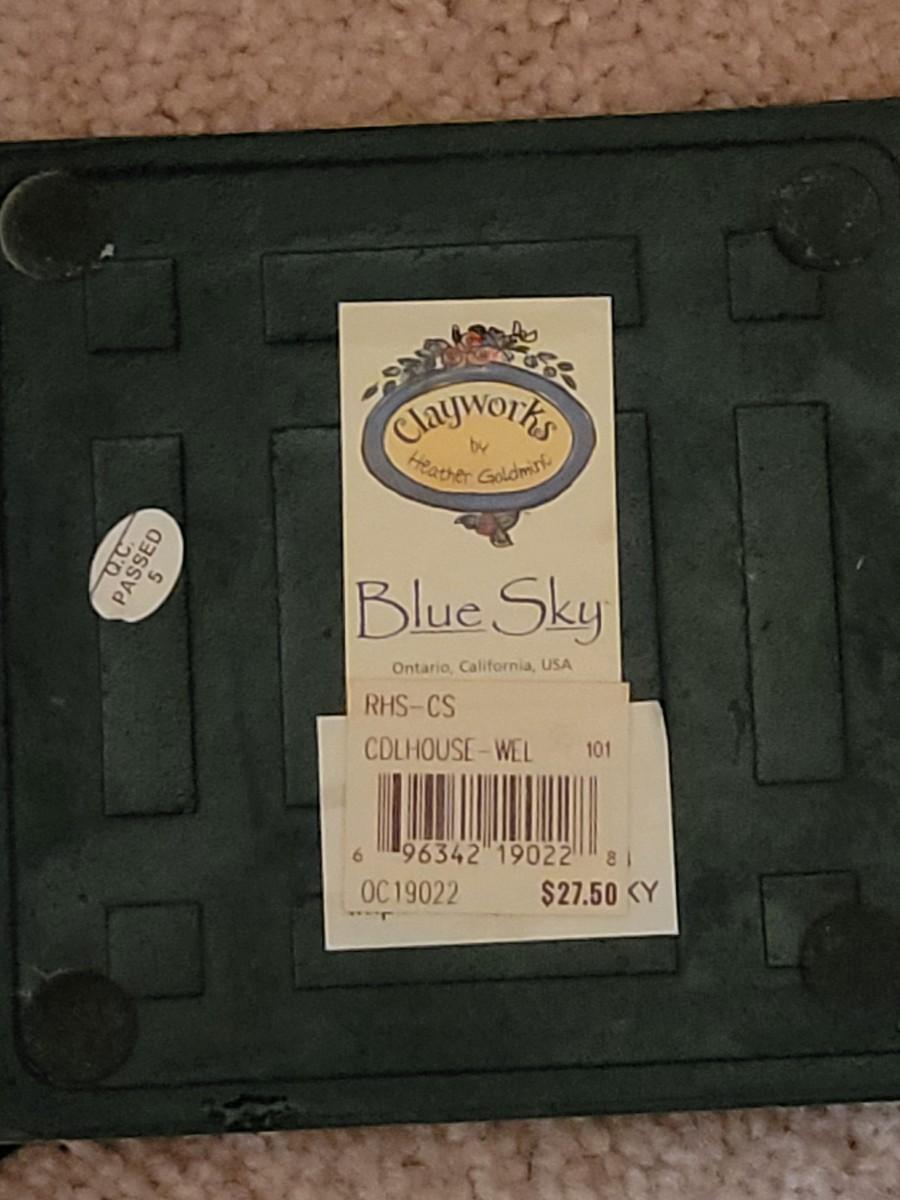 Clayworks
by
Heather Goldminc
Blue Sky
Ontario, California, USA
Q.C.
PASSED
5
RHS-CS
CDLHOUSE-WEL 101
6 96342 19022 8
OC19022 $27.50 KY